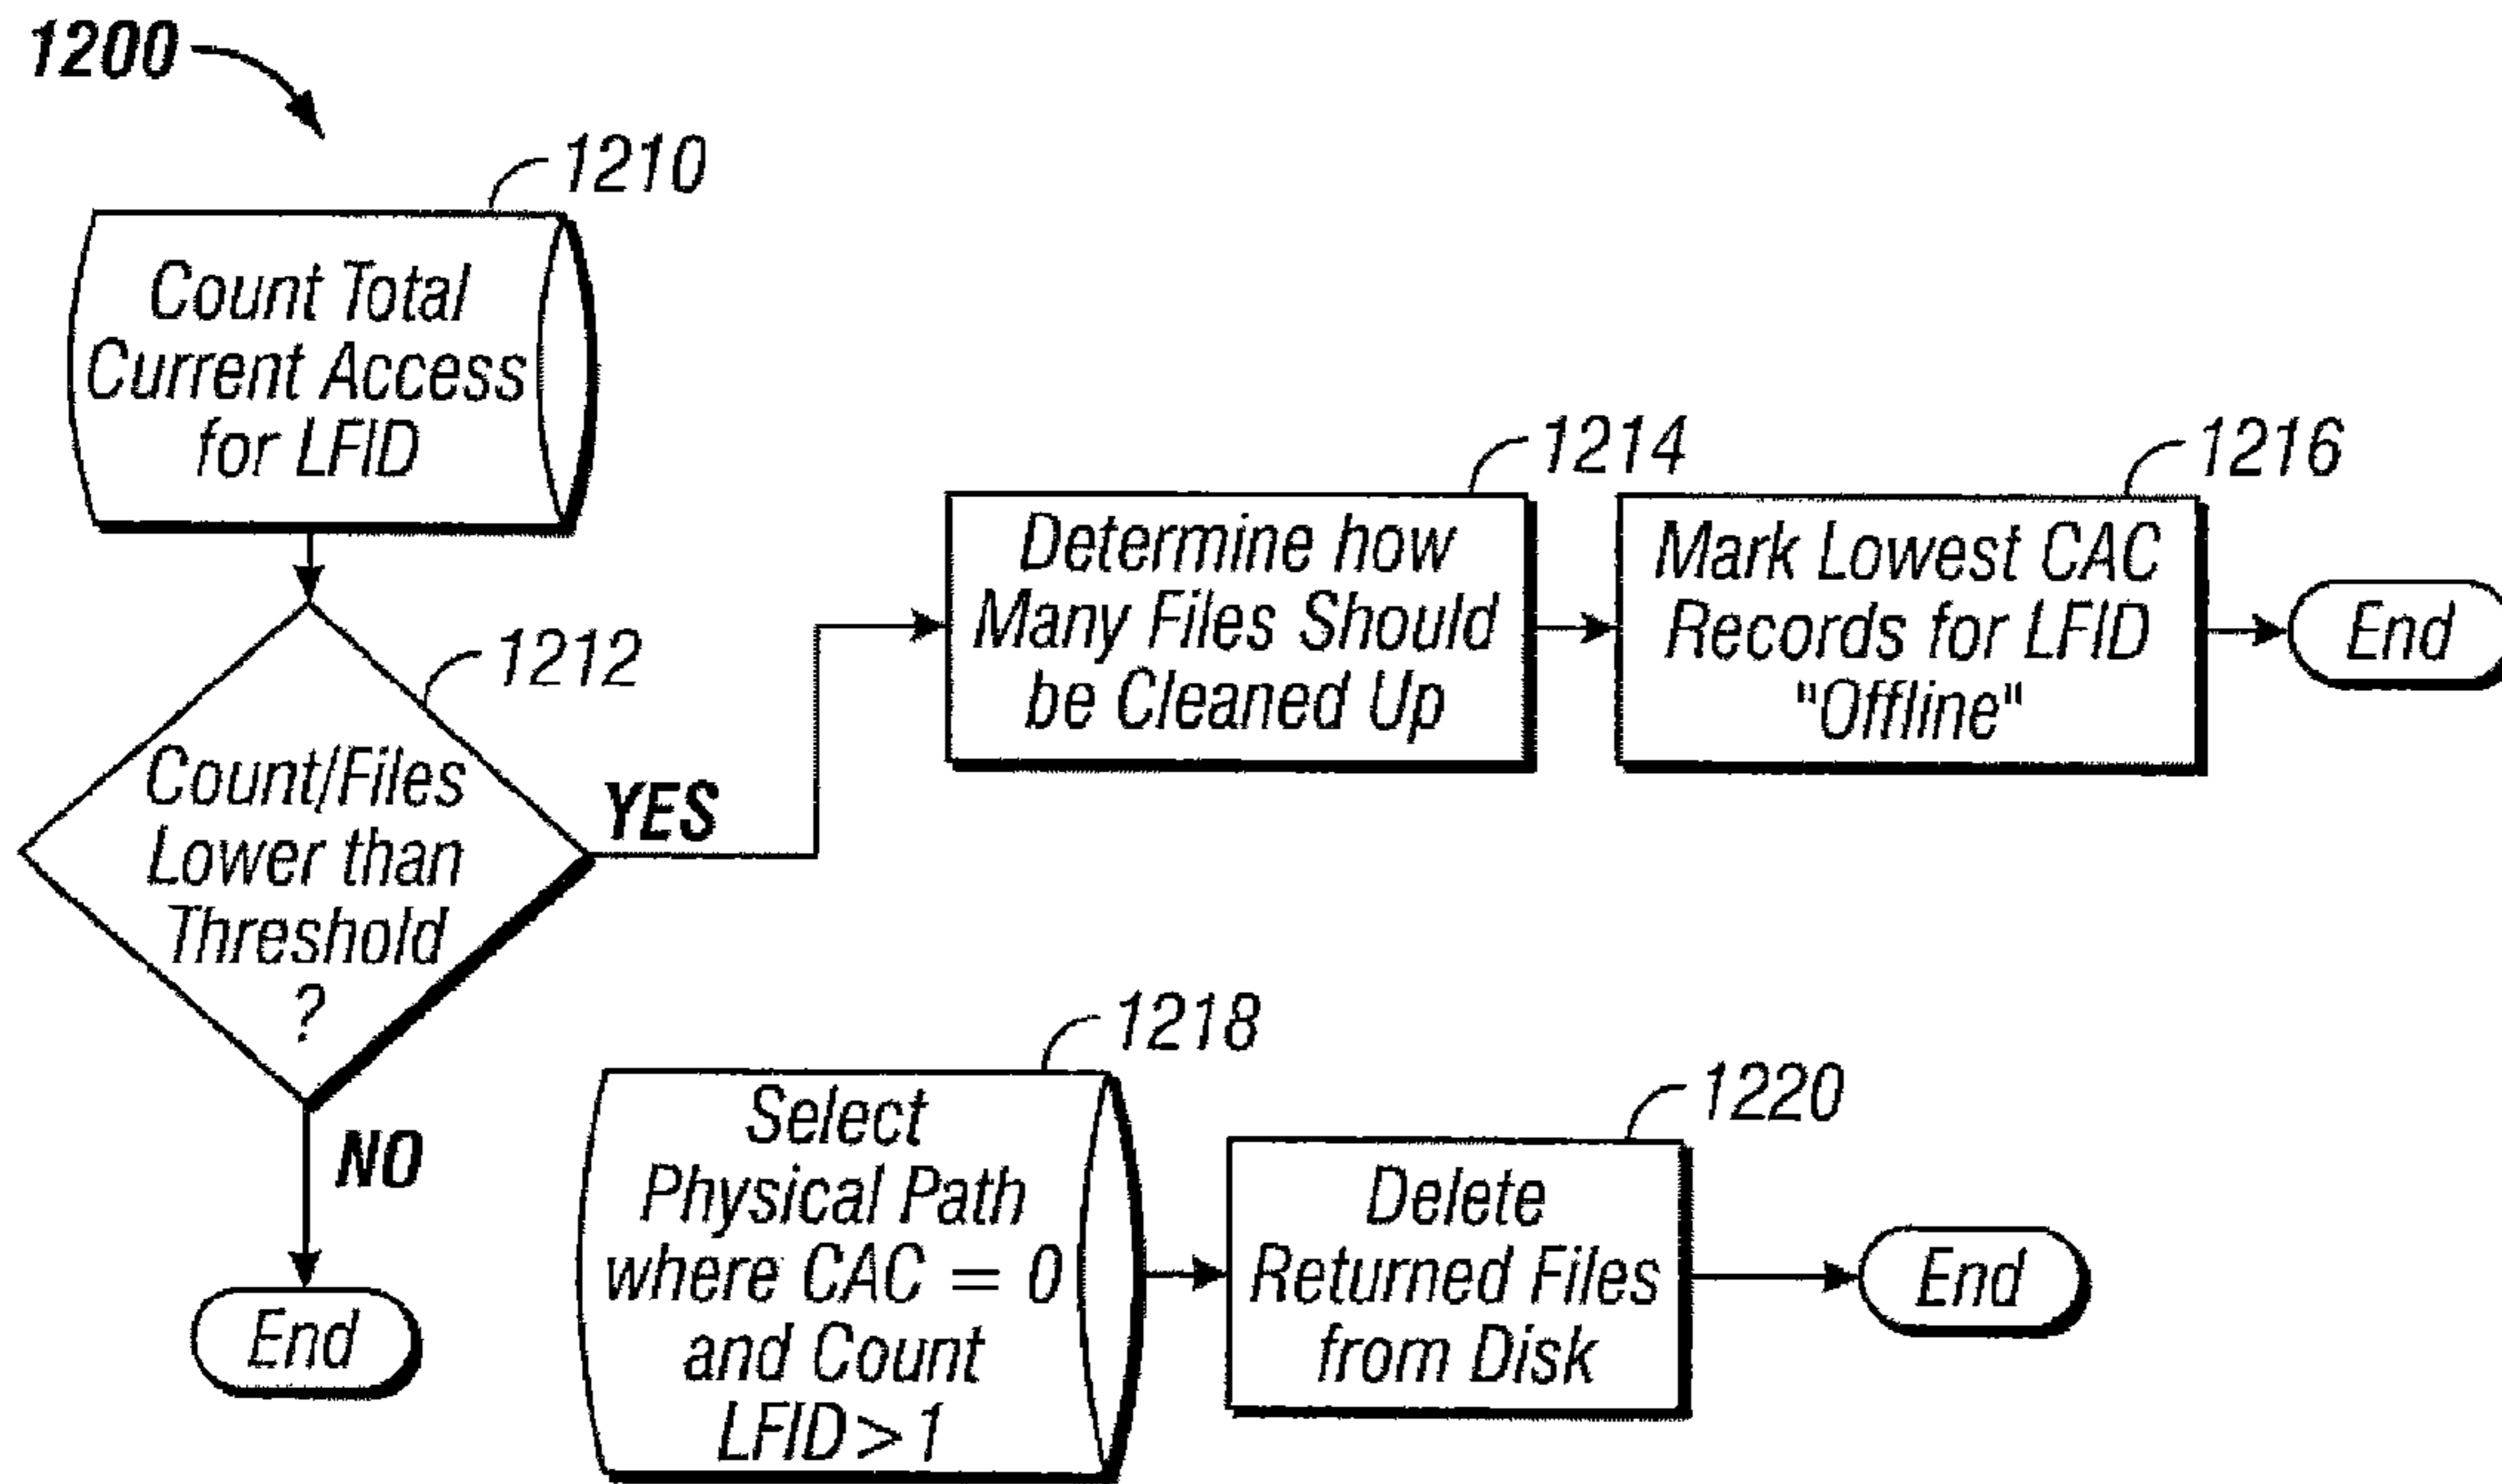 1200
1210
Count Total
Current Access
for LFID
1212
Count/Files
Lower than
Threshold
?
YES
NO
End
1214
Determine how
Many Files Should
be Cleaned Up
1216
Mark Lowest CAC
Records for LFID
"Offline"
End
1218
Select
Physical Path
where CAC = 0
and Count
LFID > 1
1220
Delete
Returned Files
from Disk
End